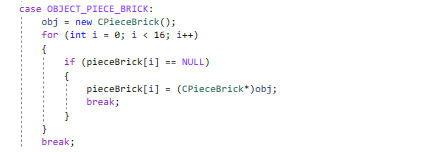 case OBJECT_PIECE_BRICK:
obj = new CPieceBrick();
for (int i = 0; i < 16; i++)
{
if (pieceBrick[i] == NULL)
{
pieceBrick[i] = (CPieceBrick*)obj;
break;
}
}
break;